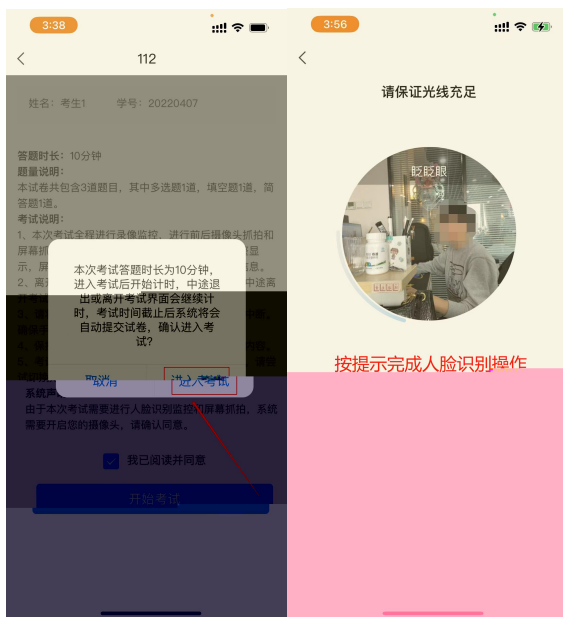 3:38
112
姓名：考生1 学号：20220407
答题时长：10分钟
题量说明：
本试卷共包含3道题目，其中多选题1道，填空题1道，简
答题1道。
考试说明：
1、本次考试全程进行录像监控，进行前后摄像头抓拍和
屏幕抓
示，屏
2、离
中途离
本次考试答题时长为10分钟，
进入考试后开始计时，中途退
出或离开考试界面会继续计
时，考试时间截止后系统将会
自动提交试卷，确认进入考
试？
取消 进入考试
系统声
由于本次考试需要进行人脸识别监控和屏幕抓拍，系统
需要开启您的摄像头，请确认同意。
我已阅读并同意
开始考试
3:56
请保证光线充足
眨眨眼
按提示完成人脸识别操作